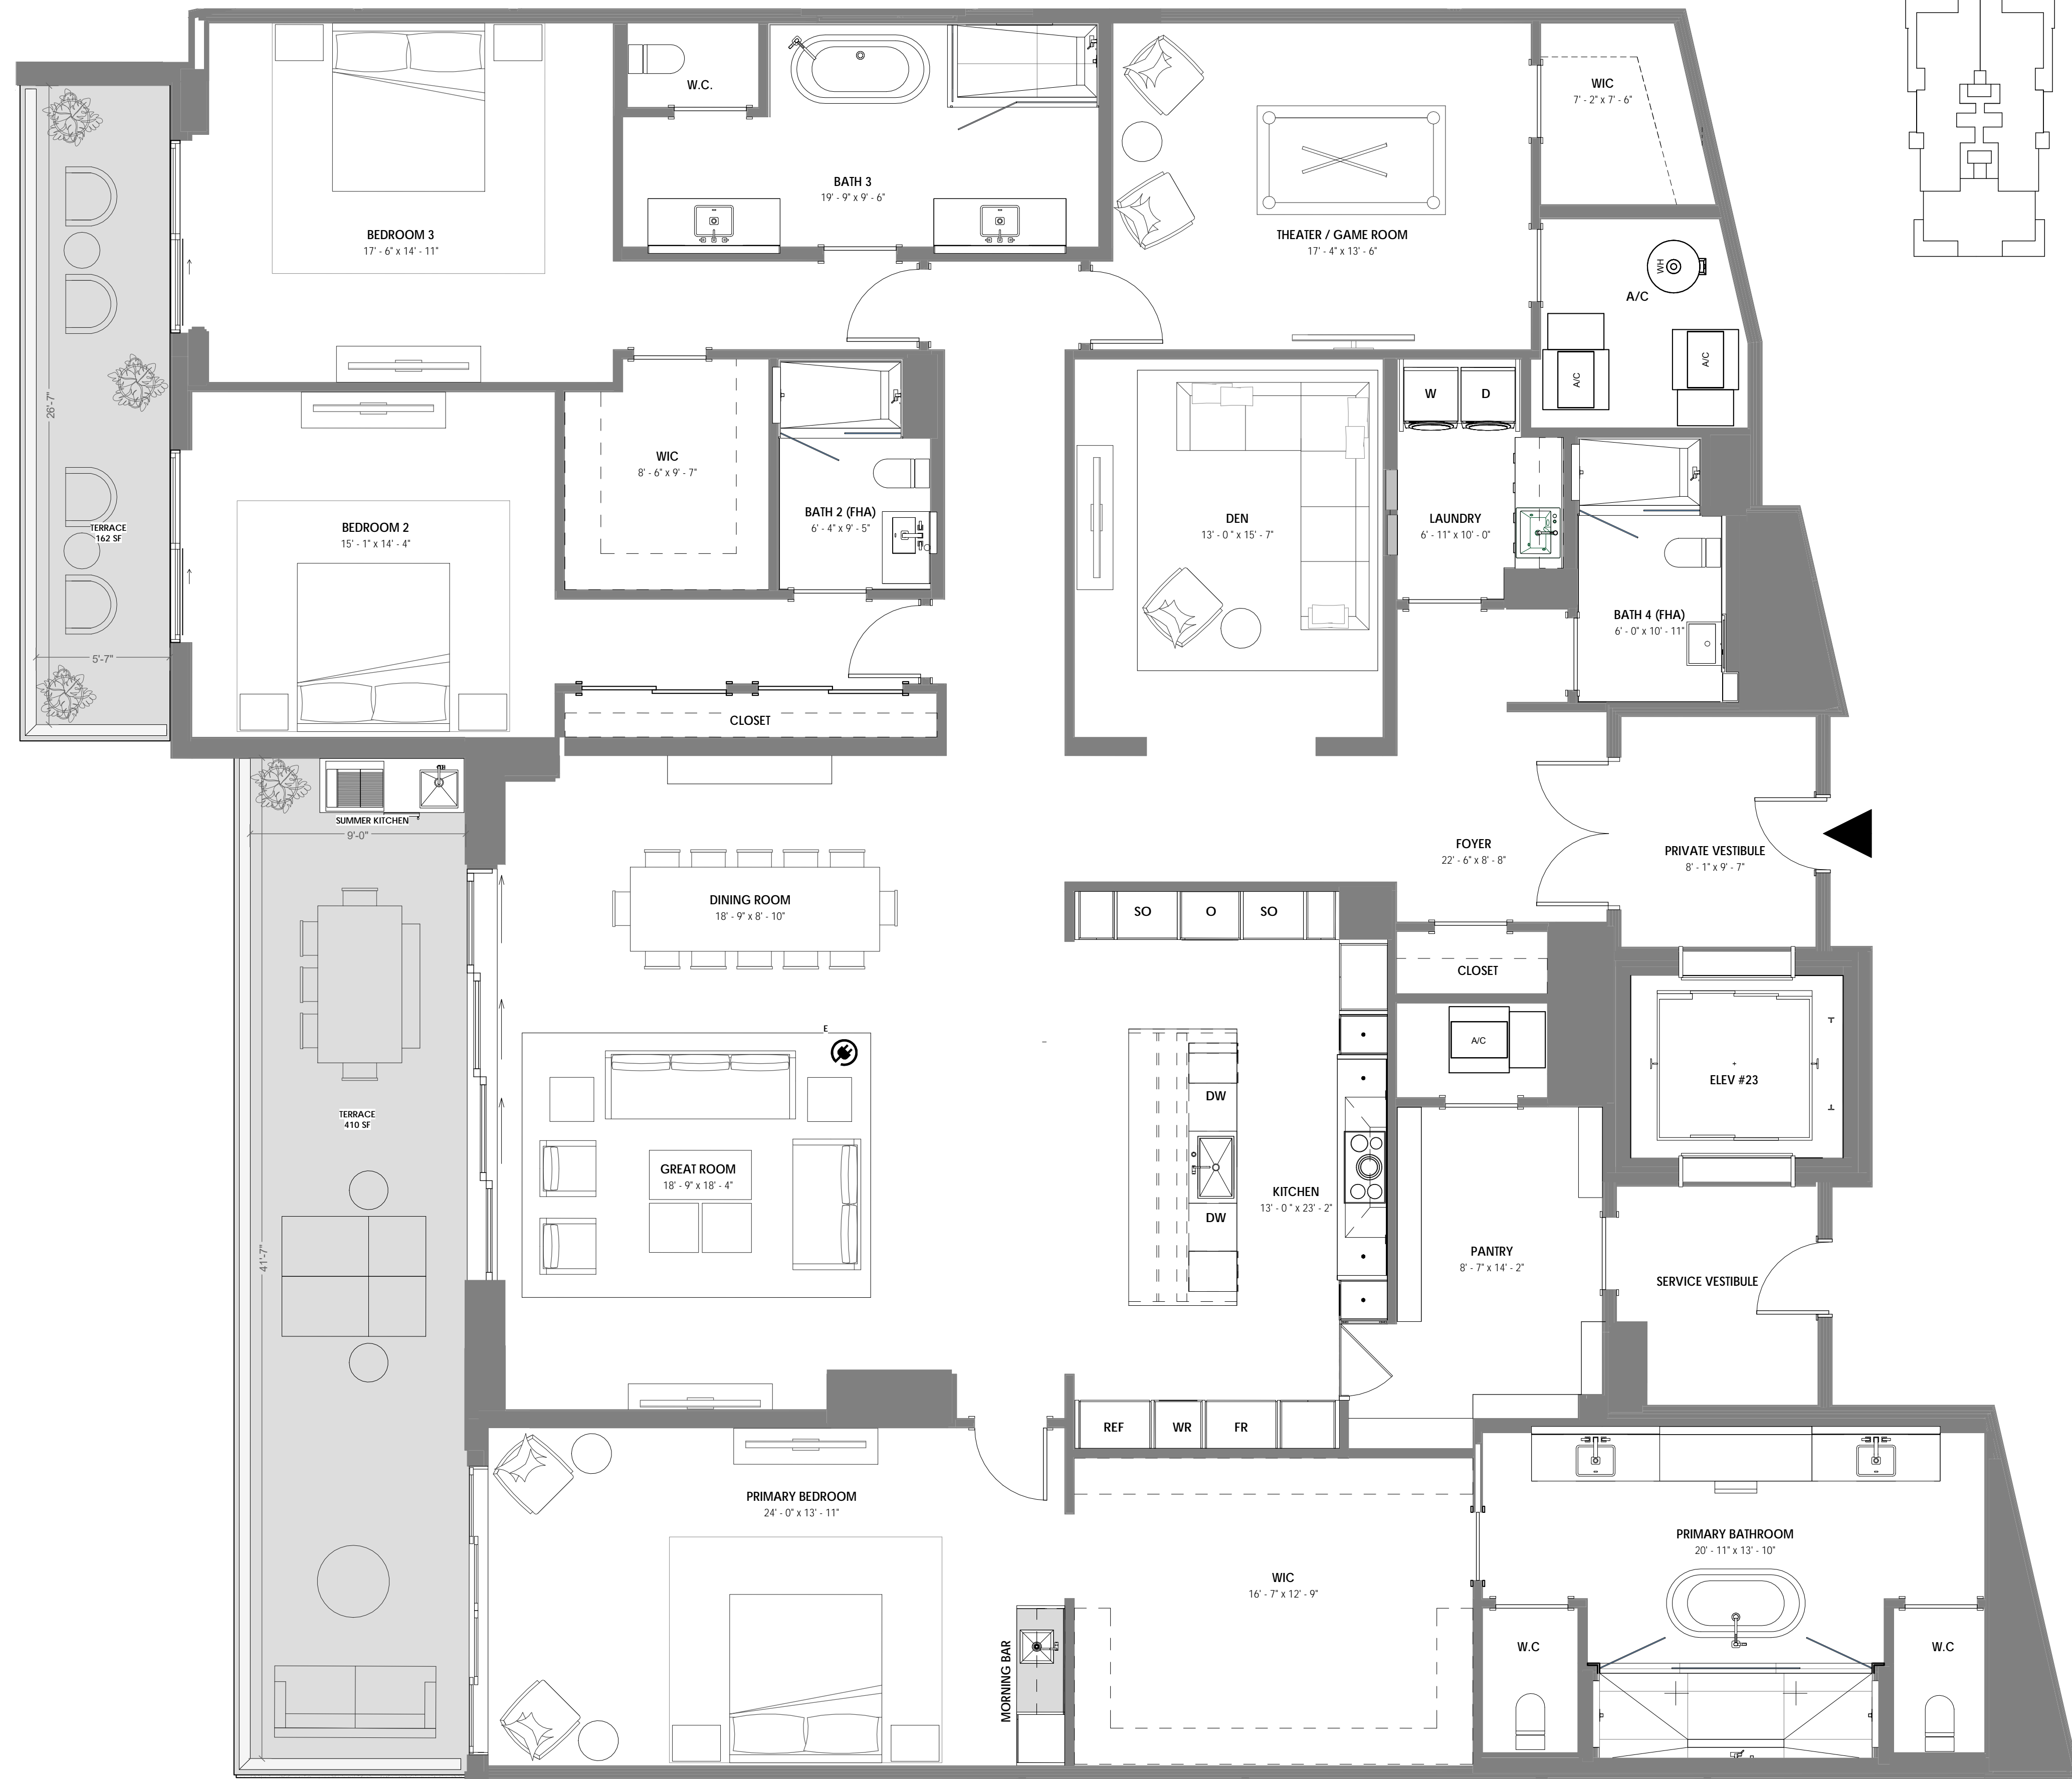 W.C.
WIC
7' - 2" x 7' - 6"
BATH 3
19' - 9" x 9' - 6"
BEDROOM 3
17' - 6" x 14' - 11"
THEATER / GAME ROOM
17' - 4" x 13' - 6"
WH
A/C
A/C
A/C
26'-7"
W
D
WIC
8' - 6" x 9' - 7"
BATH 2 (FHA)
6' - 4" x 9' - 5"
DEN
13' - 0 " x 15' - 7"
LAUNDRY
6' - 11" x 10' - 0"
BEDROOM 2
15' - 1" x 14' - 4"
TERRACE
162 SF
BATH 4 (FHA)
6' - 0" x 10' - 11"
5'-7"
CLOSET
SUMMER KITCHEN
9'-0"
FOYER
22' - 6" x 8' - 8"
PRIVATE VESTIBULE
8' - 1" x 9' - 7"
DINING ROOM
18' - 9" x 8' - 10"
SO
O
SO
CLOSET
E
A/C
ELEV #23
DW
TERRACE
410 SF
GREAT ROOM
18' - 9" x 18' - 4"
KITCHEN
13' - 0 " x 23' - 2"
DW
41'-7"
PANTRY
8' - 7" x 14' - 2"
SERVICE VESTIBULE
REF
WR
FR
PRIMARY BEDROOM
24' - 0" x 13' - 11"
PRIMARY BATHROOM
20' - 11" x 13' - 10"
WIC
16' - 7" x 12' - 9"
MORNING BAR
W.C
W.C